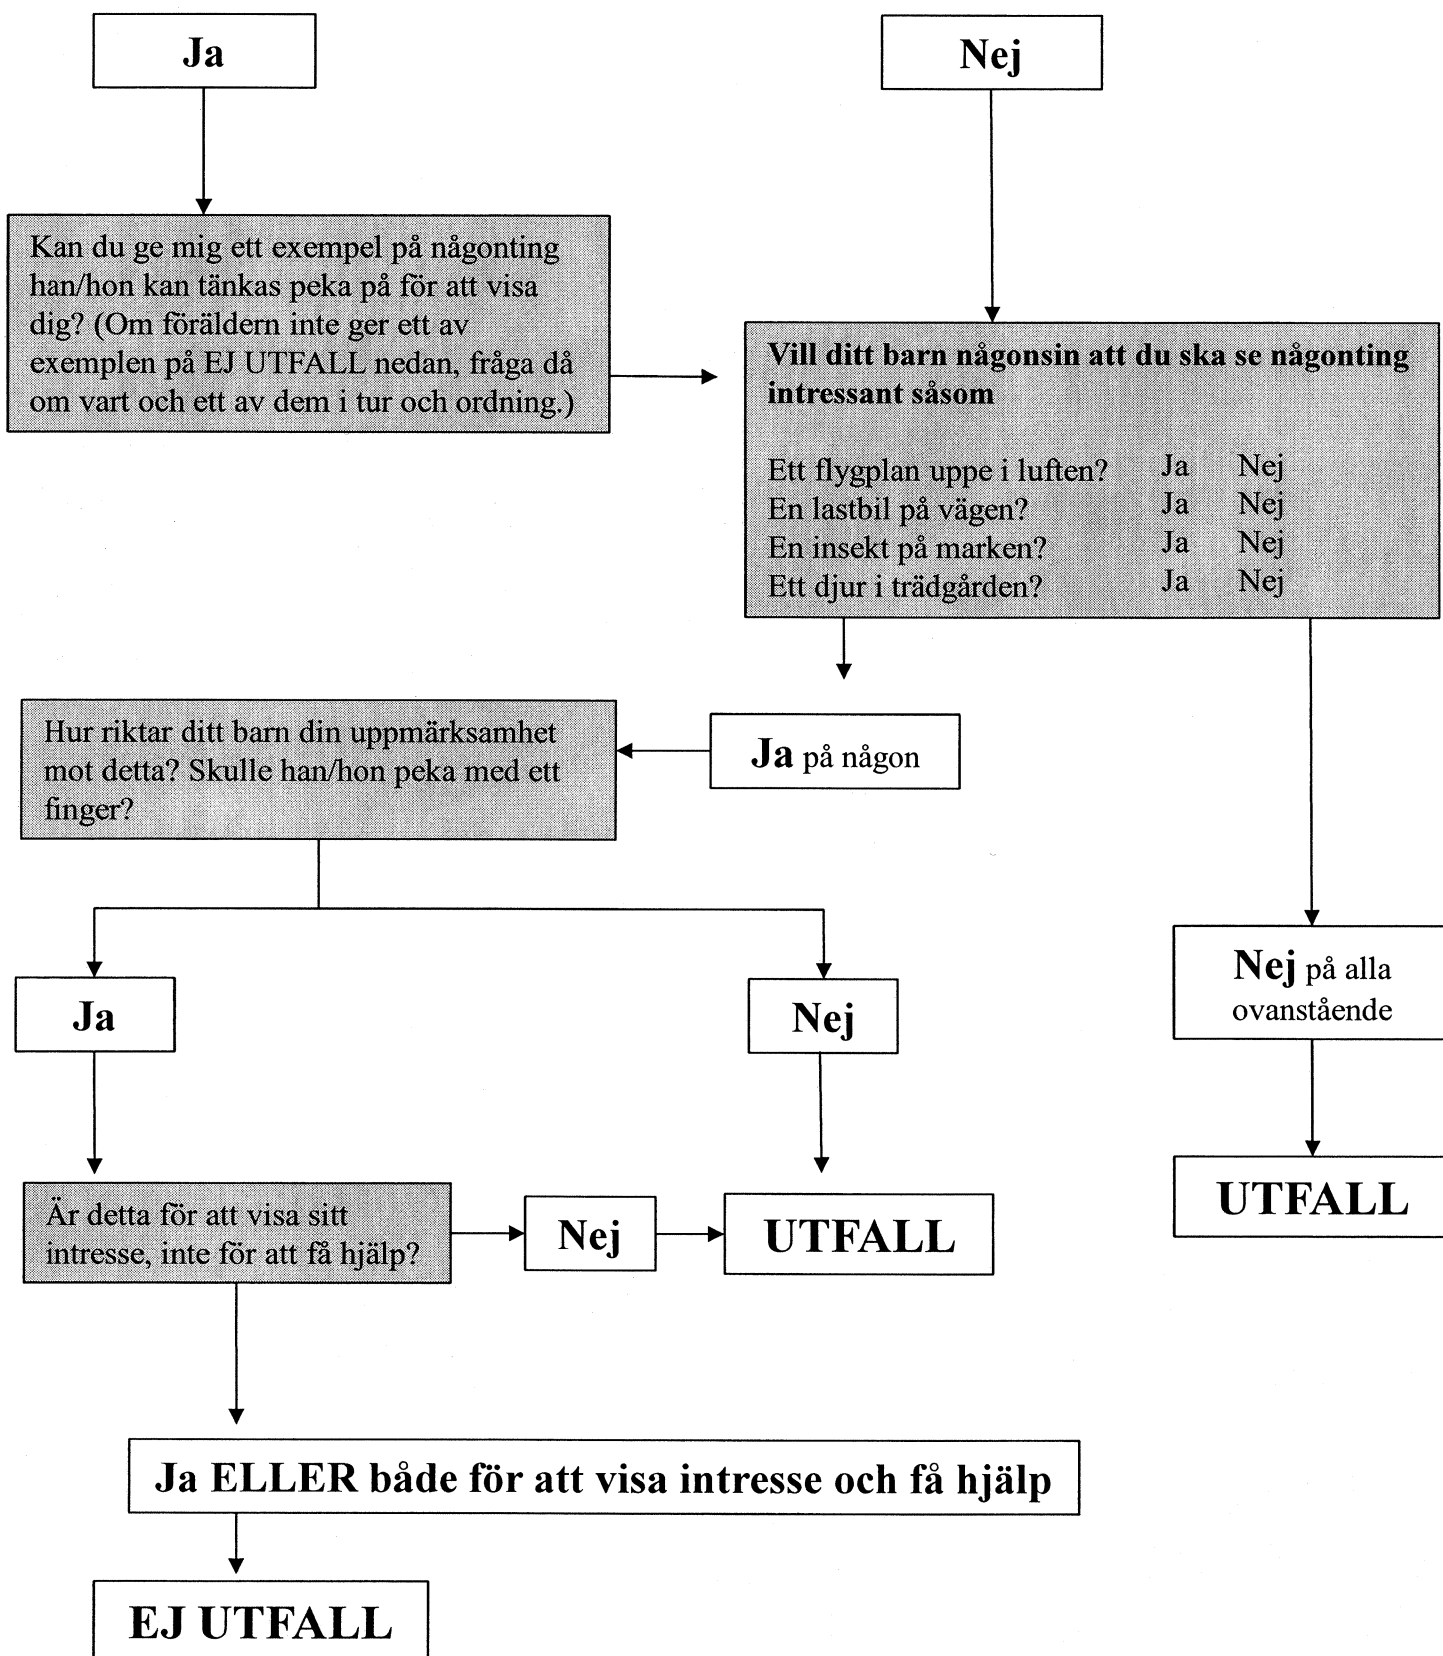 Ja
Nej
Kan du ge mig ett exempel på någonting
han/hon kan tänkas peka på för att visa
dig? (Om föräldern inte ger ett av
exemplen på EJ UTFALL nedan, fråga då
om vart och ett av dem i tur och ordning.)
Vill ditt barn någonsin att du ska se någonting
intressant såsom
Ett flygplan uppe i luften? Ja Nej
En lastbil på vägen? Ja Nej
En insekt på marken? Ja Nej
Ett djur i trädgården? Ja Nej
Hur riktar ditt barn din uppmärksamhet
mot detta? Skulle han/hon peka med ett
finger?
Ja på någon
Ja
Nej
Nej på alla
ovanstående
Är detta för att visa sitt
intresse, inte för att få hjälp?
Nej
UTFALL
UTFALL
Ja ELLER både för att visa intresse och få hjälp
EJ UTFALL